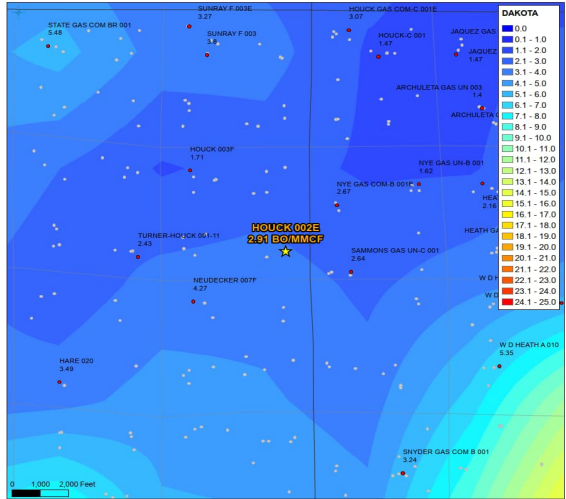 SUNRAY F 003E
3.27
HOUCK GAS COM-C 001E
3.07
STATE GAS COM BR 001
5.48
SUNRAY F 003
3.8
HOUCK-C 001
1.47
JAQUEZ GAS
JAQUEZ
1.47
ARCHULETA GAS UN 003
1.4
ARCHULETA
HOUCK 003F
1.71
NYE GAS UN-B 001
1.62
NYE GAS COM-B 001E
2.67
HEA
2.16
HOUCK 002E
2.91 BO/MMCF
TURNER-HOUCK 001-11
2.43
HEATH GA
SAMMONS GAS UN-C 001
2.64
W D H
NEUDECKER 007F
4.27
W D
W D HEATH A 010
5.35
HARE 020
3.49
SNYDER GAS COM B 001
3.24
0 1,000 2,000 Feet
DAKOTA
0.0
0.1 - 1.0
1.1 - 2.0
2.1 - 3.0
3.1 - 4.0
4.1 - 5.0
5.1 - 6.0
6.1 - 7.0
7.1 - 8.0
8.1 - 9.0
9.1 - 10.0
10.1 - 11.0
11.1 - 12.0
12.1 - 13.0
13.1 - 14.0
14.1 - 15.0
15.1 - 16.0
16.1 - 17.0
17.1 - 18.0
18.1 - 19.0
19.1 - 20.0
20.1 - 21.0
21.1 - 22.0
22.1 - 23.0
23.1 - 24.0
24.1 - 25.0